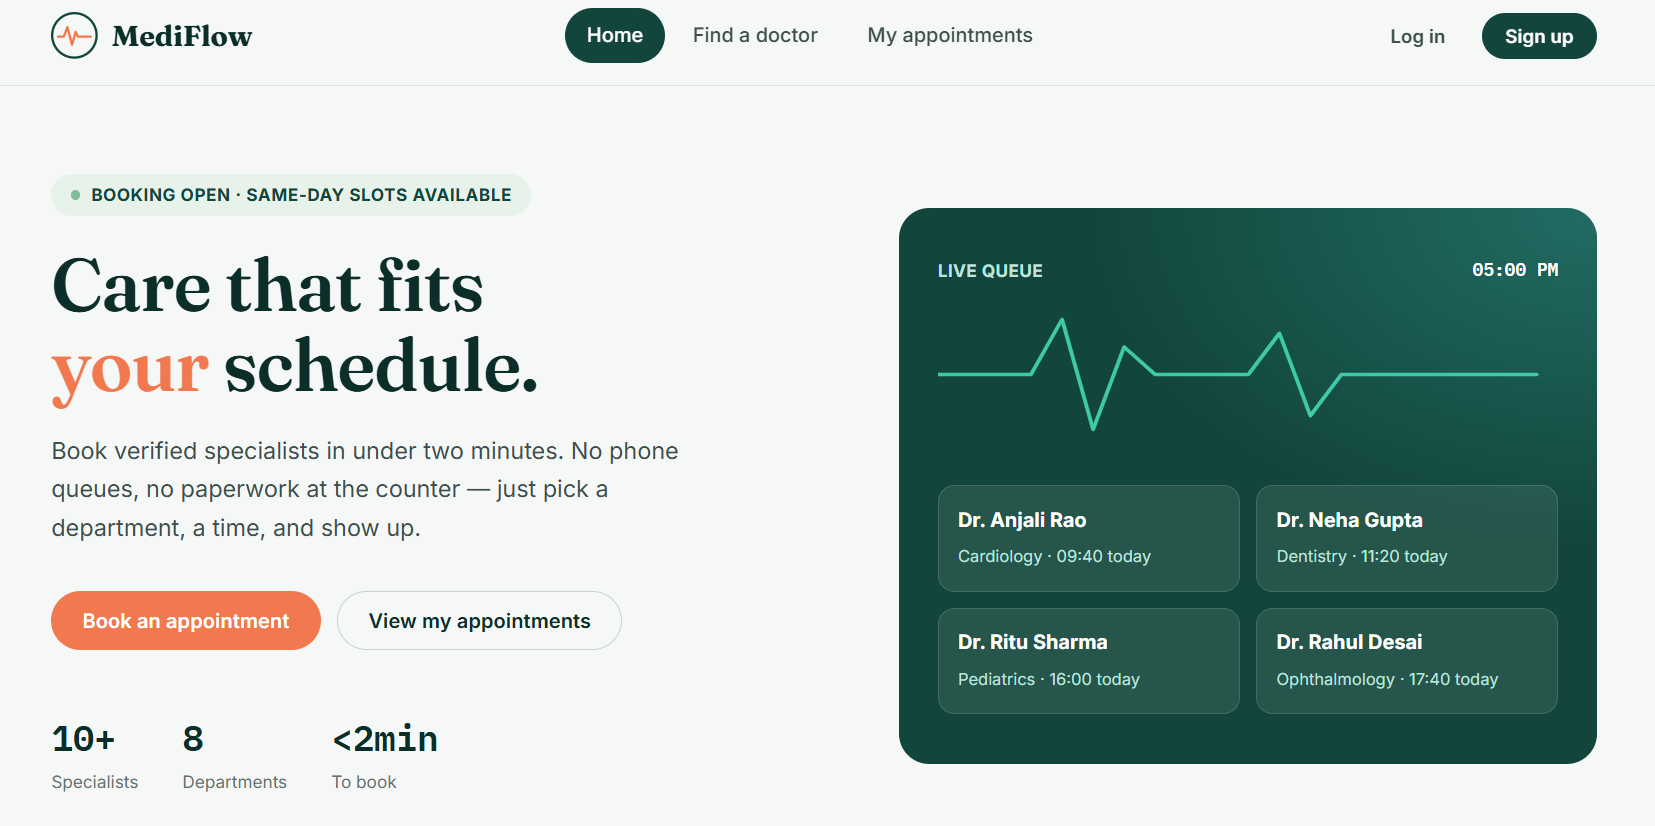 MediFlow
Home
Find a doctor
My appointments
Log in
Sign up
BOOKING OPEN · SAME-DAY SLOTS AVAILABLE
Care that fits
your schedule.
Book verified specialists in under two minutes. No phone
queues, no paperwork at the counter — just pick a
department, a time, and show up.
Book an appointment
View my appointments
10+
Specialists
8
Departments
<2min
To book
LIVE QUEUE
05:00 PM
Dr. Anjali Rao
Cardiology · 09:40 today
Dr. Neha Gupta
Dentistry · 11:20 today
Dr. Ritu Sharma
Pediatrics · 16:00 today
Dr. Rahul Desai
Ophthalmology · 17:40 today